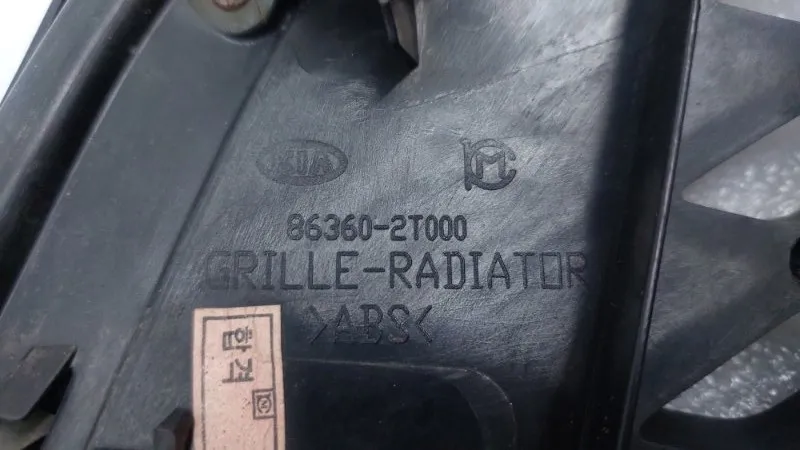 KIA
86360-2T000
GRILLE-RADIATOR
>ABS<
합격